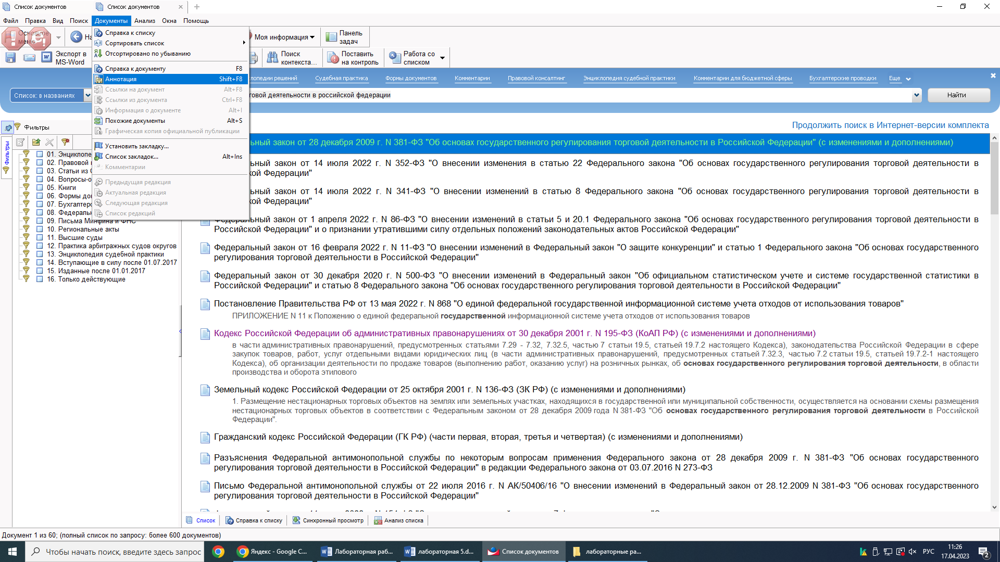 Список документов
Список документов
Файл Правка Вид Поиск Документы Анализ Окна Помощь
Основное
меню
На
Моя информация
Панель
задач
Экспорт в
MS-Word
Поиск
контекста...
Поставить
на контроль
Работа со
списком
Справка к списку
Сортировать список
Отсортировано по убыванию
Справка к документу F8
Аннотация Shift+F8
Ссылки на документ Alt+F8
Ссылки из документа Ctrl+F8
Информация о документе Alt+I
Похожие документы Alt+S
Графическая копия официальной публикации
Установить закладку...
Список закладок... Alt+Ins
Комментарии
Предыдущая редакция
Актуальная редакция
Следующая редакция
Список редакций
лопедии решений Судебная практика Формы документов Комментарии Правовой консалтинг Энциклопедия судебной практики Комментарии для бюджетной сферы Бухгалтерские проводки Еще
Список: в названиях
говой деятельности в российской федерации
Найти
Продолжить поиск в Интернет-версии комплекта
Фильтры
Фильтры
01. Энциклопе
02. Правовой
03. Статьи из
04. Вопросы-о
05. Книги
06. Формы до
07. Бухгалтер
08. Федераль
09. Письма Минфина и ФНС
10. Региональные акты
11. Высшие суды
12. Практика арбитражных судов округов
13. Энциклопедия судебной практики
14. Вступающие в силу после 01.07.2017
15. Изданные после 01.01.2017
16. Только действующие
ьный закон от 28 декабря 2009 г. N 381-ФЗ "Об основах государственного регулирования торговой деятельности в Российской Федерации" (с изменениями и дополнениями)
ьный закон от 14 июля 2022 г. N 352-ФЗ "О внесении изменения в статью 22 Федерального закона "Об основах государственного регулирования торговой деятельности в
кой Федерации"
ьный закон от 14 июля 2022 г. N 341-ФЗ "О внесении изменений в статью 8 Федерального закона "Об основах государственного регулирования торговой деятельности в
кой Федерации"
Федеральный закон от 1 апреля 2022 г. N 86-ФЗ "О внесении изменений в статьи 5 и 20.1 Федерального закона "Об основах государственного регулирования торговой деятельности в
Российской Федерации" и о признании утратившими силу отдельных положений законодательных актов Российской Федерации"
Федеральный закон от 16 февраля 2022 г. N 11-ФЗ "О внесении изменений в Федеральный закон "О защите конкуренции" и статью 1 Федерального закона "Об основах государственного
регулирования торговой деятельности в Российской Федерации"
Федеральный закон от 30 декабря 2020 г. N 500-ФЗ "О внесении изменений в Федеральный закон "Об официальном статистическом учете и системе государственной статистики в
Российской Федерации" и статью 8 Федерального закона "Об основах государственного регулирования торговой деятельности в Российской Федерации"
Постановление Правительства РФ от 13 мая 2022 г. N 868 "О единой федеральной государственной информационной системе учета отходов от использования товаров"
ПРИЛОЖЕНИЕ N 11 к Положению о единой федеральной государственной информационной системе учета отходов от использования товаров
Кодекс Российской Федерации об административных правонарушениях от 30 декабря 2001 г. N 195-ФЗ (КоАП РФ) (с изменениями и дополнениями)
в части административных правонарушений, предусмотренных статьями 7.29 - 7.32, 7.32.5, частью 7 статьи 19.5, статьей 19.7.2 настоящего Кодекса), законодательства Российской Федерации в сфере
закупок товаров, работ, услуг отдельными видами юридических лиц (в части административных правонарушений, предусмотренных статьей 7.32.3, частью 7.2 статьи 19.5, статьей 19.7.2-1 настоящего
Кодекса), об организации деятельности по продаже товаров (выполнению работ, оказанию услуг) на розничных рынках, об основах государственного регулирования торговой деятельности, в области
производства и оборота этилового
Земельный кодекс Российской Федерации от 25 октября 2001 г. N 136-ФЗ (ЗК РФ) (с изменениями и дополнениями)
1. Размещение нестационарных торговых объектов на землях или земельных участках, находящихся в государственной или муниципальной собственности, осуществляется на основании схемы размещения
нестационарных торговых объектов в соответствии с Федеральным законом от 28 декабря 2009 года N 381-ФЗ "Об основах государственного регулирования торговой деятельности в Российской
Федерации".
Гражданский кодекс Российской Федерации (ГК РФ) (части первая, вторая, третья и четвертая) (с изменениями и дополнениями)
Разъяснения Федеральной антимонопольной службы по некоторым вопросам применения Федерального закона от 28 декабря 2009 г. N 381-ФЗ "Об основах государственного
регулирования торговой деятельности в Российской Федерации" в редакции Федерального закона от 03.07.2016 N 273-ФЗ
Письмо Федеральной антимонопольной службы от 22 июля 2016 г. N АК/50406/16 "О внесении изменений в Федеральный закон от 28.12.2009 N 381-ФЗ "Об основах государственного
регулирования торговой деятельности в Российской Федерации"
Список Справка к списку Синхронный просмотр Анализ списка
Документ 1 из 60; (полный список по запросу: более 600 документов)
Чтобы начать поиск, введите здесь запрос
Яндекс - Google C...
Лабораторная раб...
лабораторная 5.d...
Список документов
лабораторные ра...
РУС
11:26
17.04.2023
2